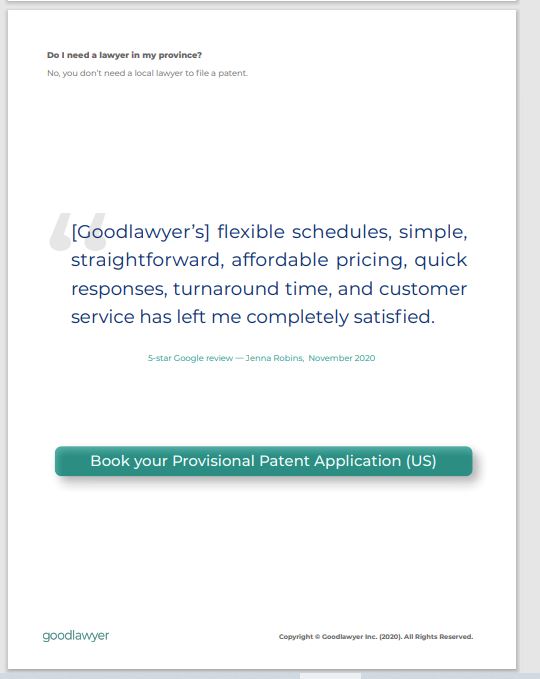 Do I need a lawyer in my province?
No, you don't need a local lawyer to file a patent.
“
[Goodlawyer’s] flexible schedules, simple,
straightforward, affordable pricing, quick
responses, turnaround time, and customer
service has left me completely satisfied.
5-star Google review — Jenna Robins, November 2020
Book your Provisional Patent Application (US)
goodlawyer
Copyright © Goodlawyer Inc. (2020). All Rights Reserved.